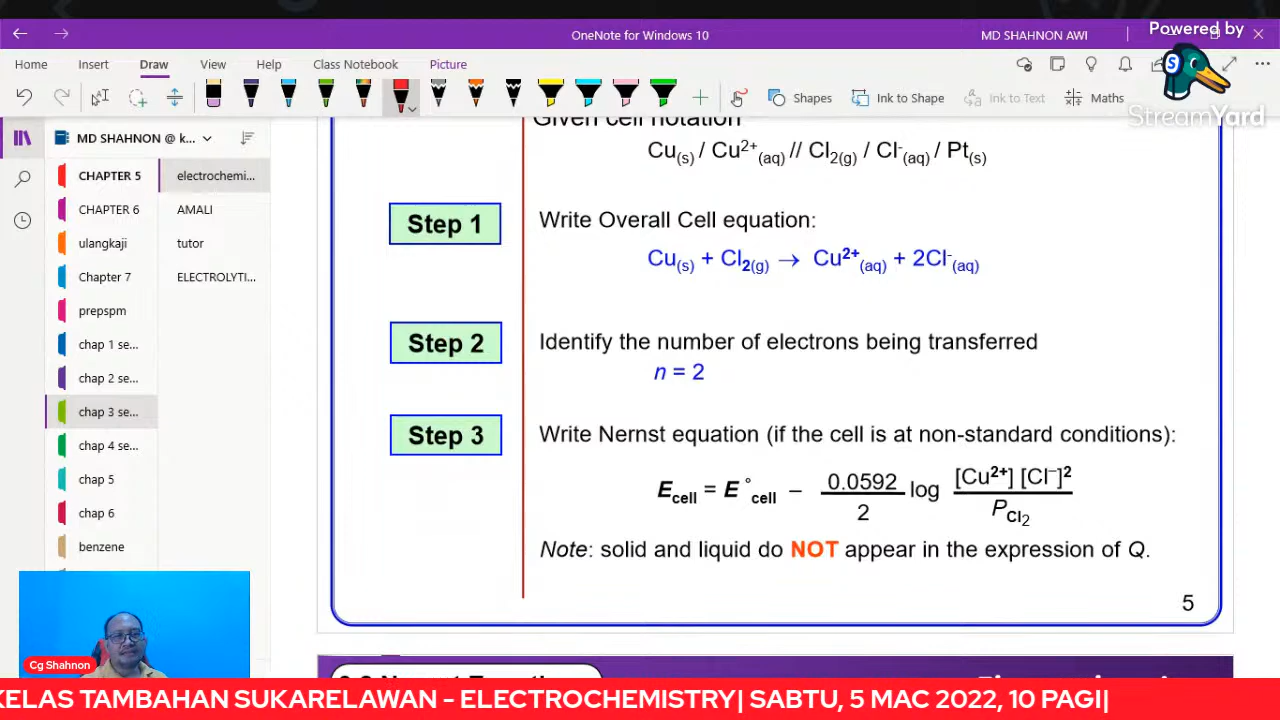 Powered by
OneNote for Windows 10
MD SHAHNON AWI
StreamYard
Home Insert Draw View Help Class Notebook Picture
Shapes Ink to Shape Ink to Text Maths
MD SHAHNON @ k...
CHAPTER 5
CHAPTER 6
ulangkaji
Chapter 7
prepspm
chap 1 se...
chap 2 se...
chap 3 se...
chap 4 se...
chap 5
chap 6
benzene
electrochemi...
AMALI
tutor
ELECTROLYTI...
Given cell notation
Cu(s) / Cu²⁺(aq) // Cl₂(g) / Cl⁻(aq) / Pt(s)
Step 1
Write Overall Cell equation:
Cu(s) + Cl₂(g) → Cu²⁺(aq) + 2Cl⁻(aq)
Step 2
Identify the number of electrons being transferred
n = 2
Step 3
Write Nernst equation (if the cell is at non-standard conditions):
Ecell = E°cell – 0.0592/2 log [Cu²⁺] [Cl⁻]²/PCl₂
Note: solid and liquid do NOT appear in the expression of Q.
5
Cg Shahnon
KELAS TAMBAHAN SUKARELAWAN - ELECTROCHEMISTRY| SABTU, 5 MAC 2022, 10 PAGI|